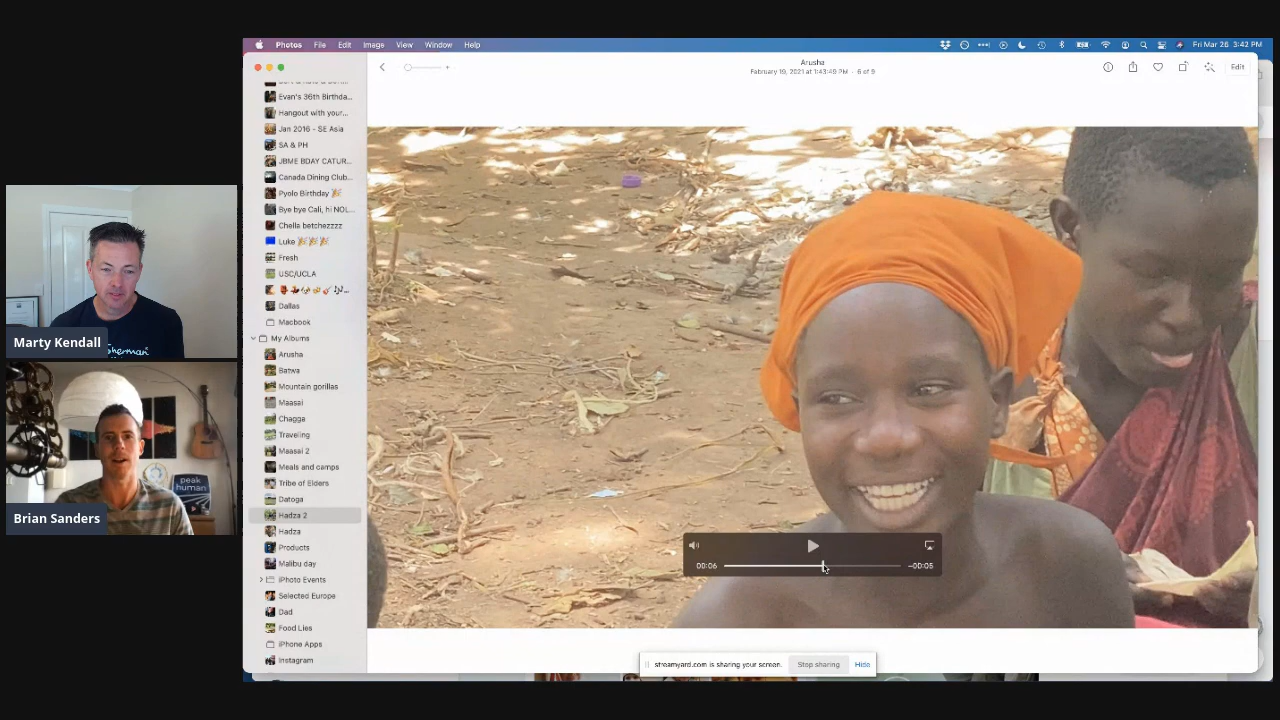 Photos File Edit Image View Window Help
Fri Mar 26 3:42 PM
Arusha
February 19, 2021 at 1:43:49 PM - 6 of 9
Edit
Evan's 36th Birthda...
Hangout with your...
Jan 2016 - SE Asia
SA & PH
JBME BDAY CATUR...
Canada Dining Club...
Pyolo Birthday 🎉
Bye bye Cali, hi NOL...
Chella betchezzzz
Luke 🎉🎉🎉
Fresh
USC/UCLA
Dallas
Macbook
My Albums
Arusha
Batwa
Mountain gorillas
Maasai
Chagga
Traveling
Maasai 2
Meals and camps
Tribe of Elders
Datoga
Hadza 2
Hadza
Products
Malibu day
iPhoto Events
Selected Europe
Dad
Food Lies
iPhone Apps
Instagram
Marty Kendall
peak
human
Brian Sanders
00:06
-00:05
streamyard.com is sharing your screen.
Stop sharing
Hide